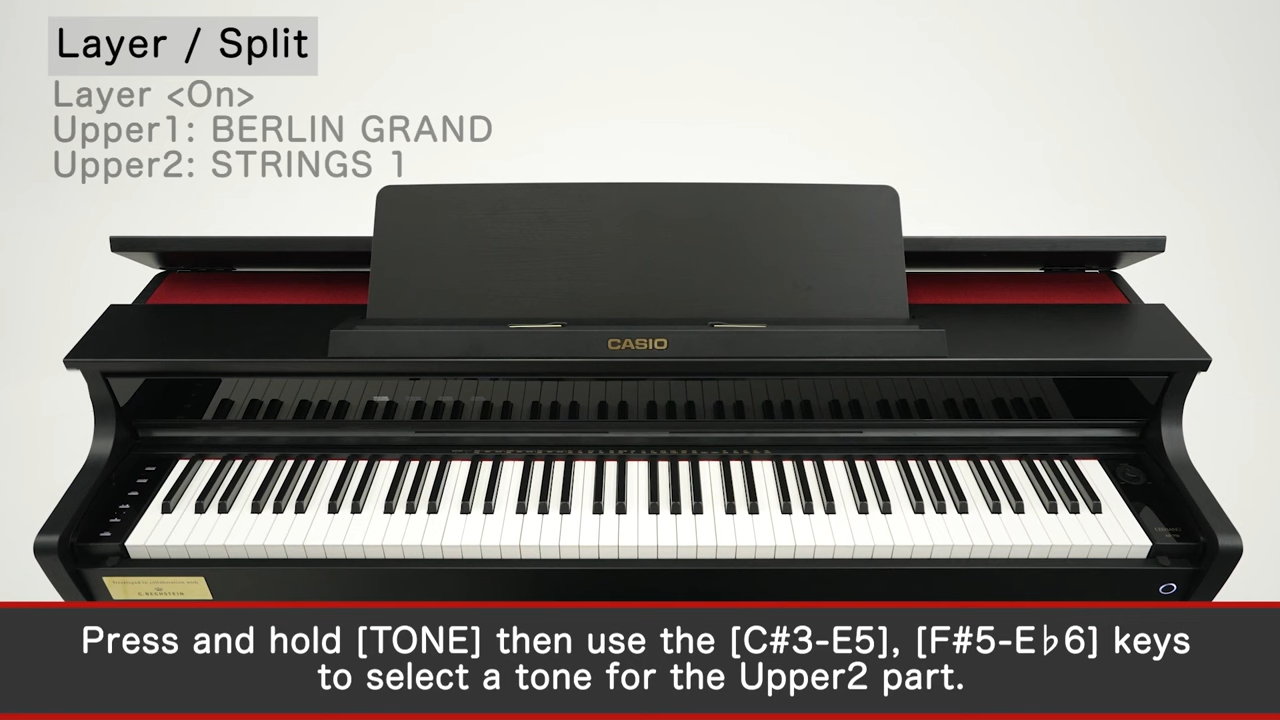 Layer / Split
Layer <On>
Upper1: BERLIN GRAND
Upper2: STRINGS 1
CASIO
C. BECHSTEIN
Press and hold [TONE] then use the [C#3-E5], [F#5-E♭6] keys
to select a tone for the Upper2 part.